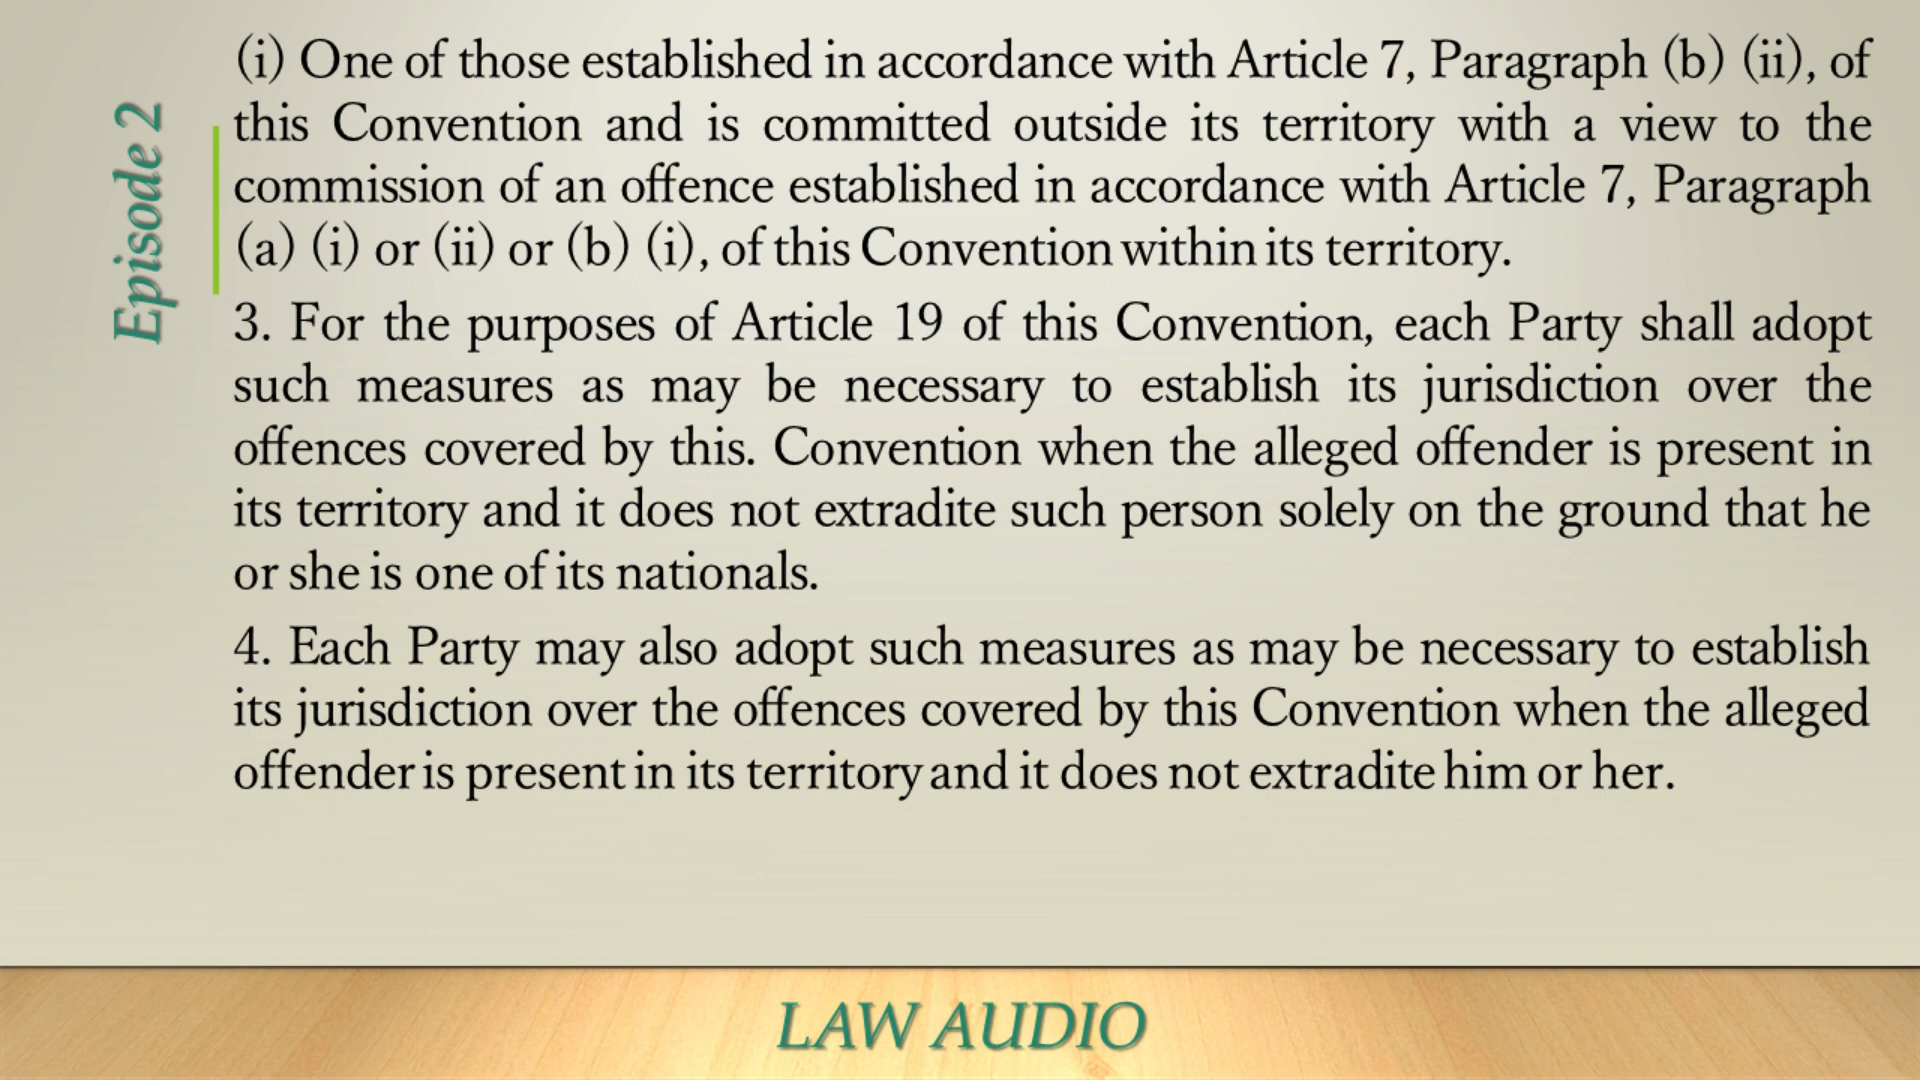 Episode 2
(i) One of those established in accordance with Article 7, Paragraph (b) (ii), of
this Convention and is committed outside its territory with a view to the
commission of an offence established in accordance with Article 7, Paragraph
(a) (i) or (ii) or (b) (i), of this Convention within its territory.
3. For the purposes of Article 19 of this Convention, each Party shall adopt
such measures as may be necessary to establish its jurisdiction over the
offences covered by this. Convention when the alleged offender is present in
its territory and it does not extradite such person solely on the ground that he
or she is one of its nationals.
4. Each Party may also adopt such measures as may be necessary to establish
its jurisdiction over the offences covered by this Convention when the alleged
offender is present in its territory and it does not extradite him or her.
LAW AUDIO